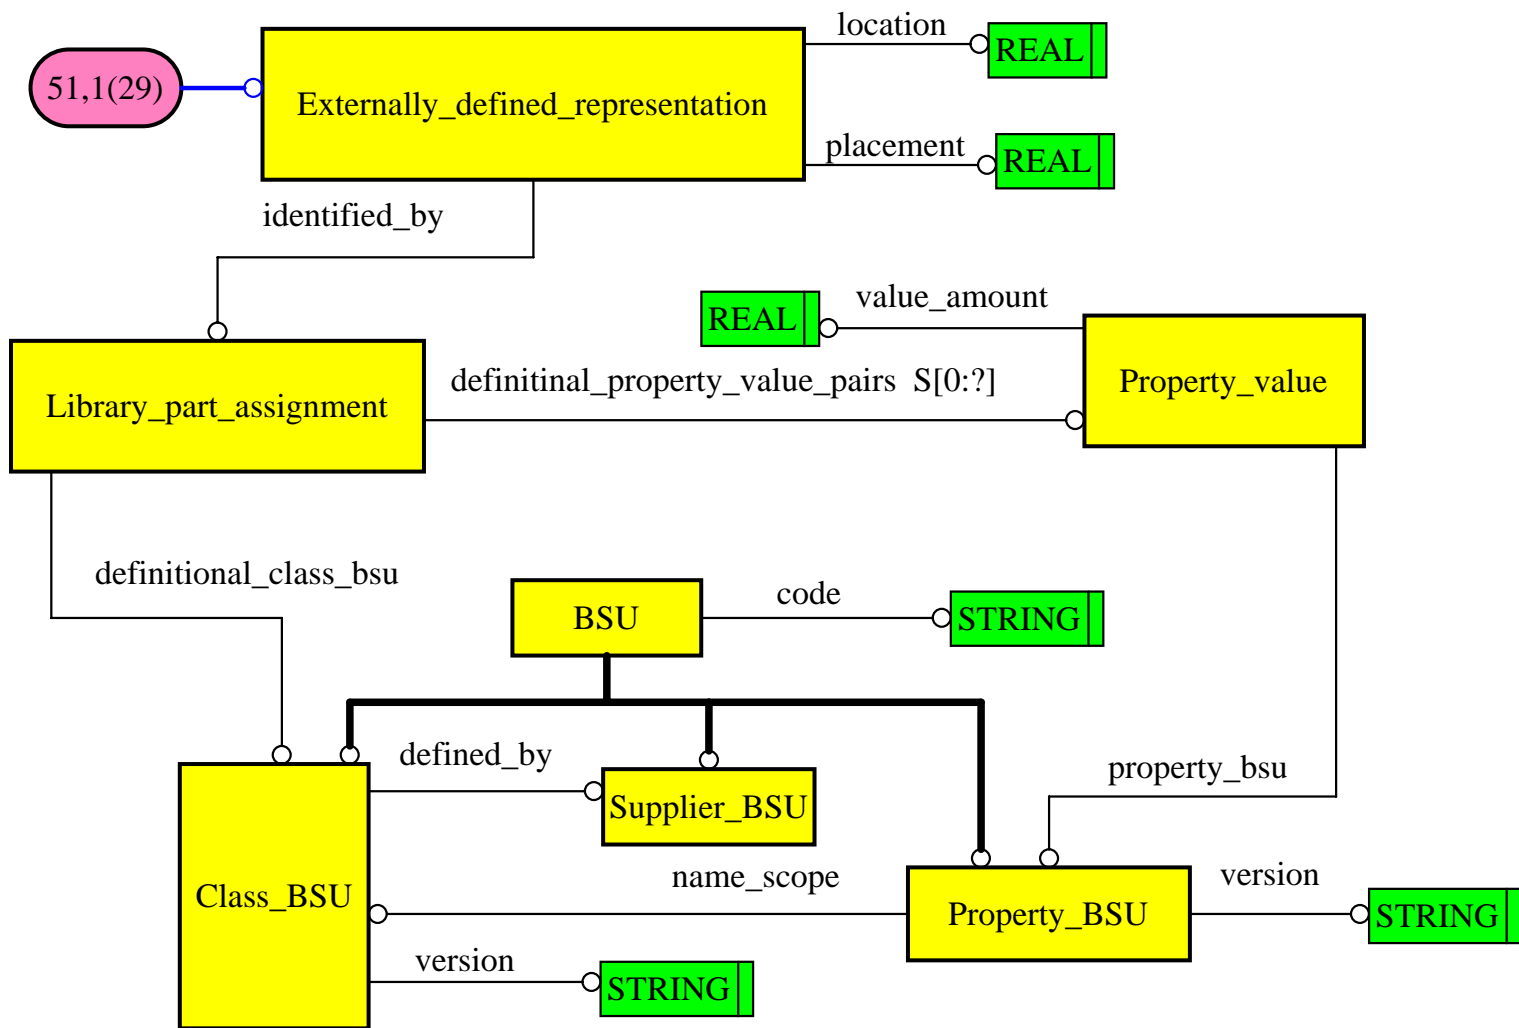 location
REAL
51,1(29)
Externally_defined_representation
placement
REAL
identified_by
REAL
value_amount
definitinal_property_value_pairs S[0:?]
Property_value
Library_part_assignment
definitional_class_bsu
BSU
code
STRING
defined_by
property_bsu
Supplier_BSU
name_scope
version
Class_BSU
Property_BSU
STRING
version
STRING